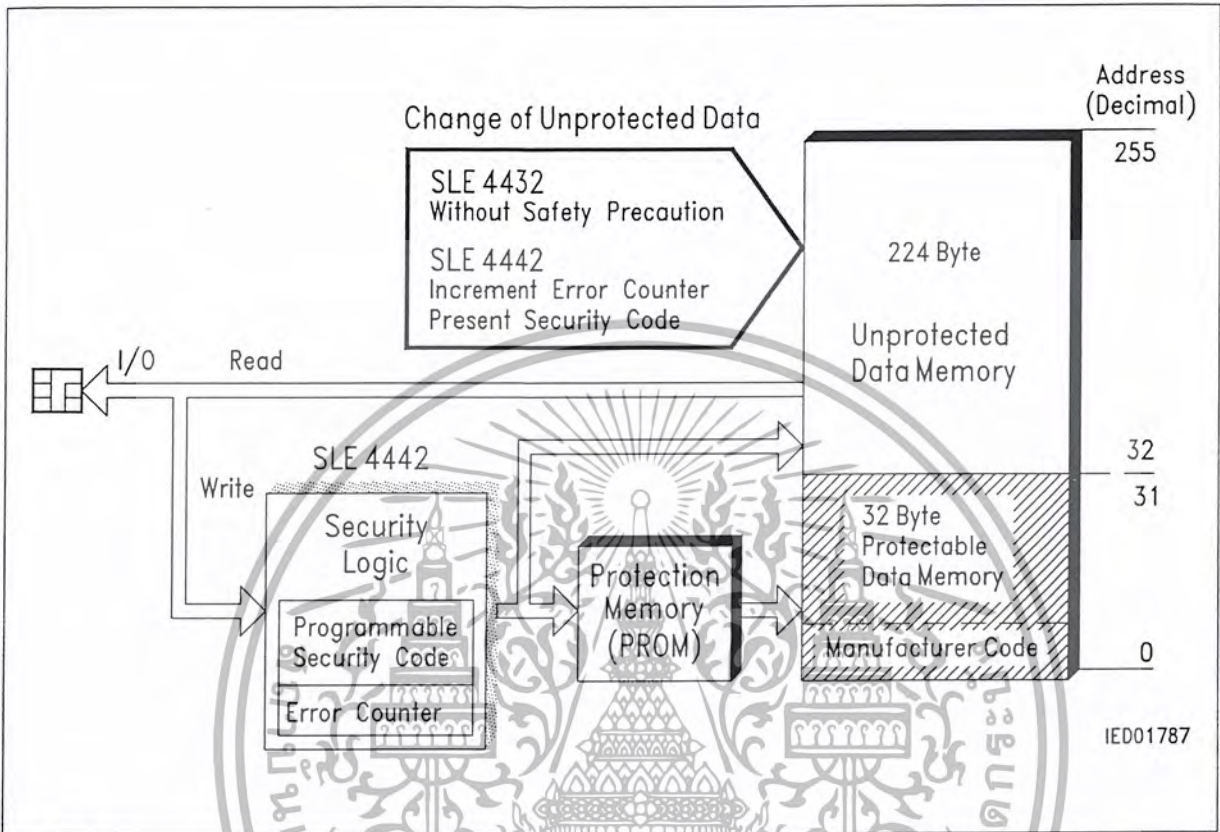 Address
(Decimal)
255
Change of Unprotected Data
SLE 4432
Without Safety Precaution
SLE 4442
Increment Error Counter
Present Security Code
224 Byte
Unprotected
Data Memory
I/O Read
32
31
SLE 4442
Write
Security
Logic
Programmable
Security Code
Error Counter
Protection
Memory
(PROM)
32 Byte
Protectable
Data Memory
Manufacturer Code
0
IED01787